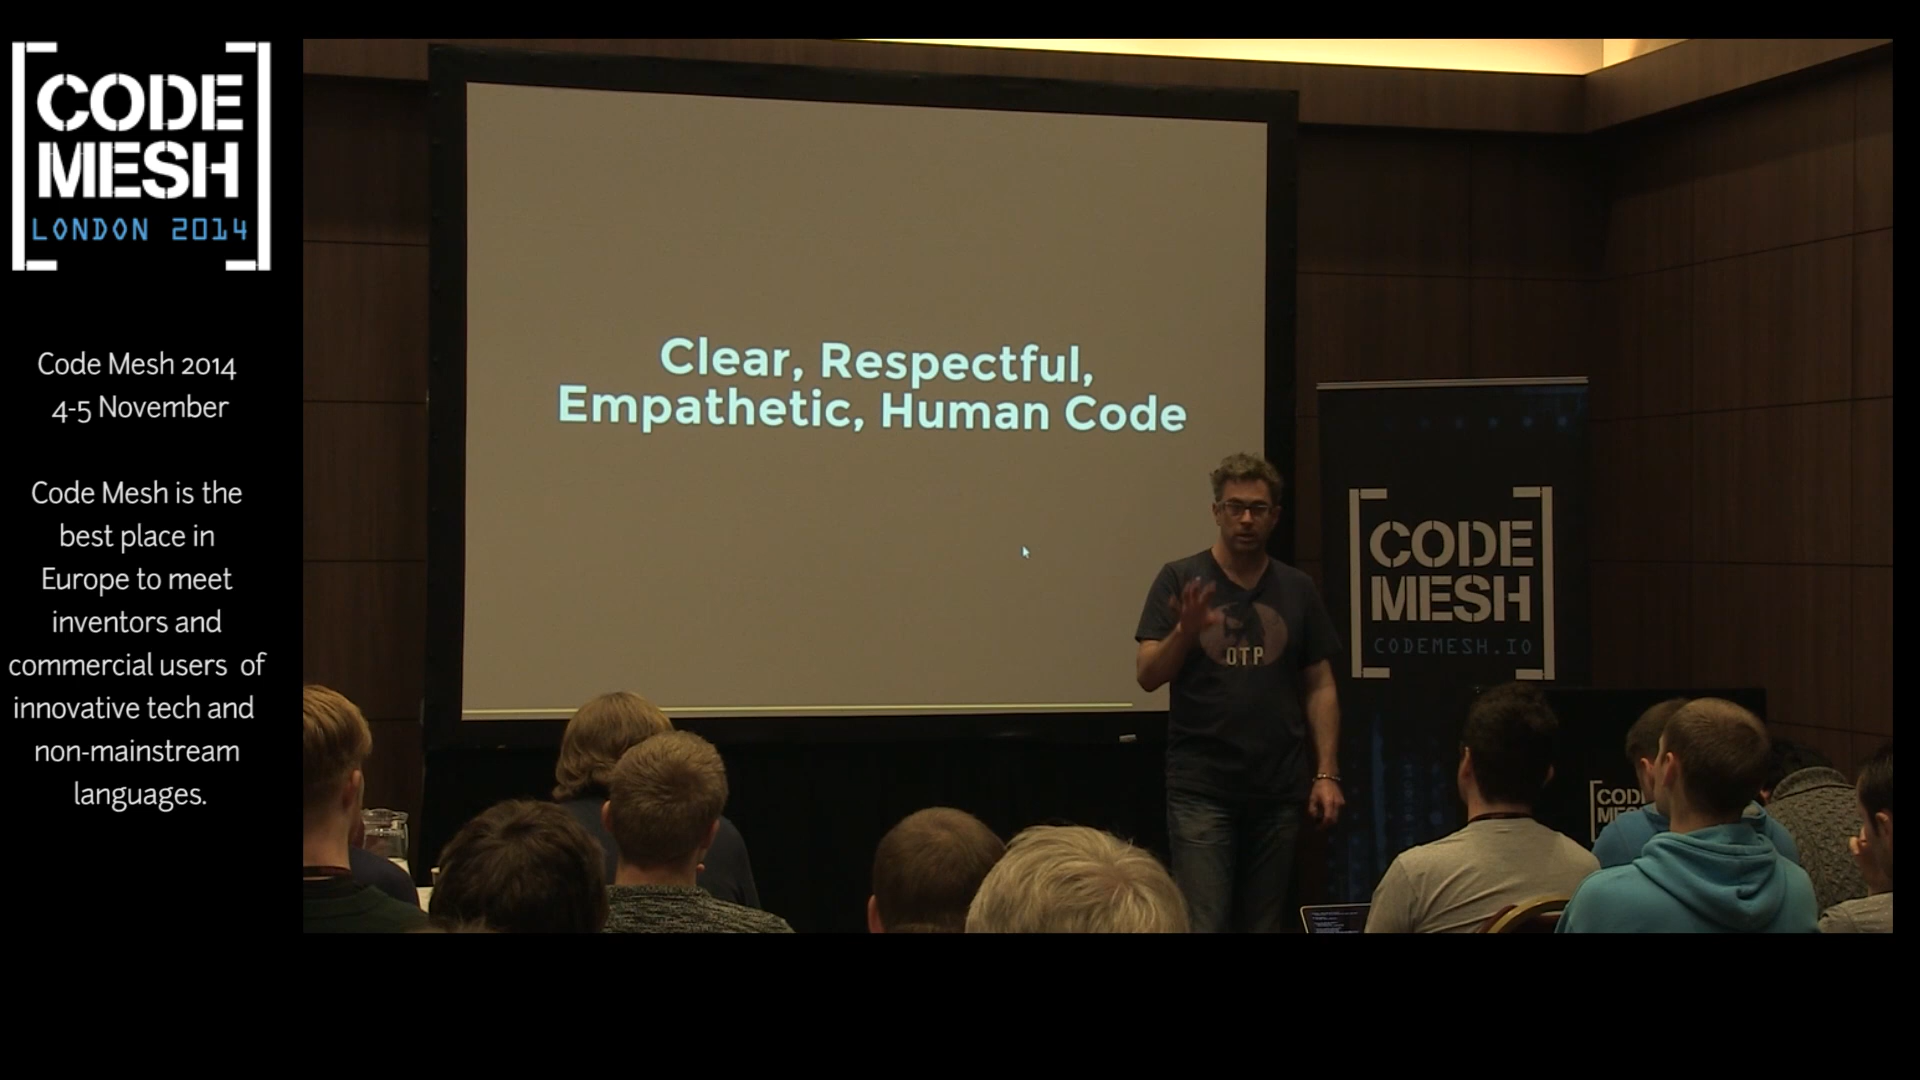 CODE
MESH
LONDON 2014
Code Mesh 2014
4-5 November
Code Mesh is the
best place in
Europe to meet
inventors and
commercial users of
innovative tech and
non-mainstream
languages.
Clear, Respectful,
Empathetic, Human Code
OTP
CODE
MESH
CODEMESH.IO